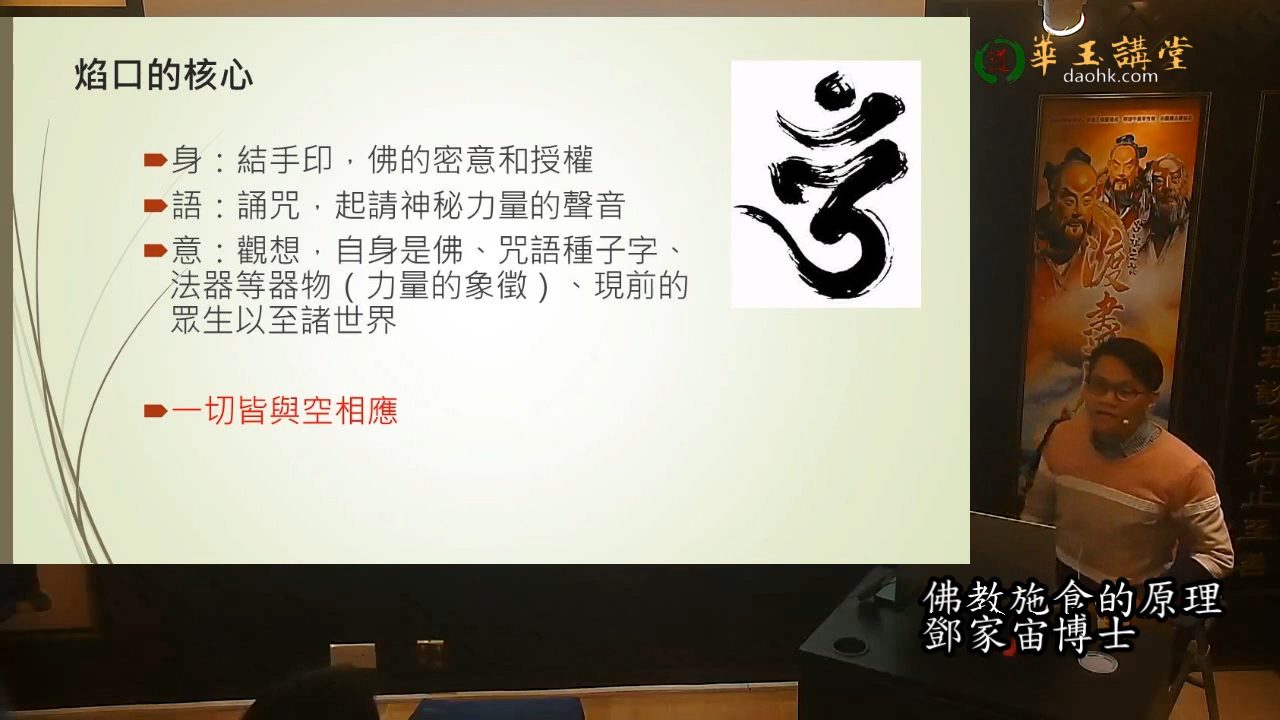 焰口的核心
身：結手印，佛的密意和授權
語：誦咒，起請神秘力量的聲音
意：觀想，自身是佛、咒語種子字、
法器等器物（力量的象徵）、現前的
眾生以至諸世界
一切皆與空相應
道 華玉講堂
daohk.com
渡
佛教施食的原理
鄧家宙博士